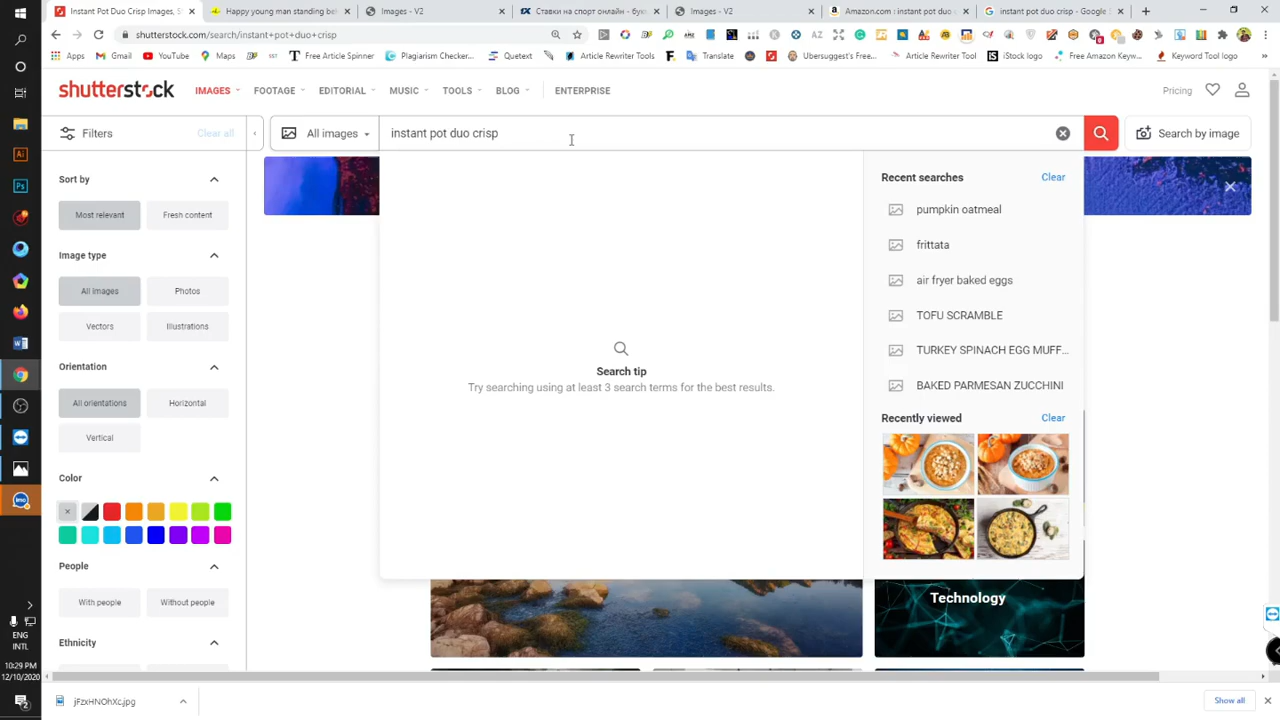 Instant Pot Duo Crisp Images, S
Happy young man standing beh
Images - V2
Ставки на спорт онлайн - бук
Images - V2
Amazon.com : instant pot duo c
instant pot duo crisp - Google S
shutterstock.com/search/instant+pot+duo+crisp
Apps
Gmail
YouTube
Maps
BP
SST
Article Free Spinner
Plagiarism Checker...
Quetext
Article Rewriter Tools
Translate
Ubersuggest's Free...
Article Rewriter Tool
iStock logo
Free Amazon Keyw...
Keyword Tool logo
shutterstock
IMAGES
FOOTAGE
EDITORIAL
MUSIC
TOOLS
BLOG
ENTERPRISE
Pricing
Filters
Clear all
All images
instant pot duo crisp
Search by image
Sort by
Most relevant
Fresh content
Image type
All images
Photos
Vectors
Illustrations
Orientation
All orientations
Horizontal
Vertical
Color
People
With people
Without people
Ethnicity
Search tip
Try searching using at least 3 search terms for the best results.
Recent searches
Clear
pumpkin oatmeal
frittata
air fryer baked eggs
TOFU SCRAMBLE
TURKEY SPINACH EGG MUFF...
BAKED PARMESAN ZUCCHINI
Recently viewed
Clear
Technology
ENG
INTL
10:29 PM
12/10/2020
jFzxHNOhXc.jpg
Show all